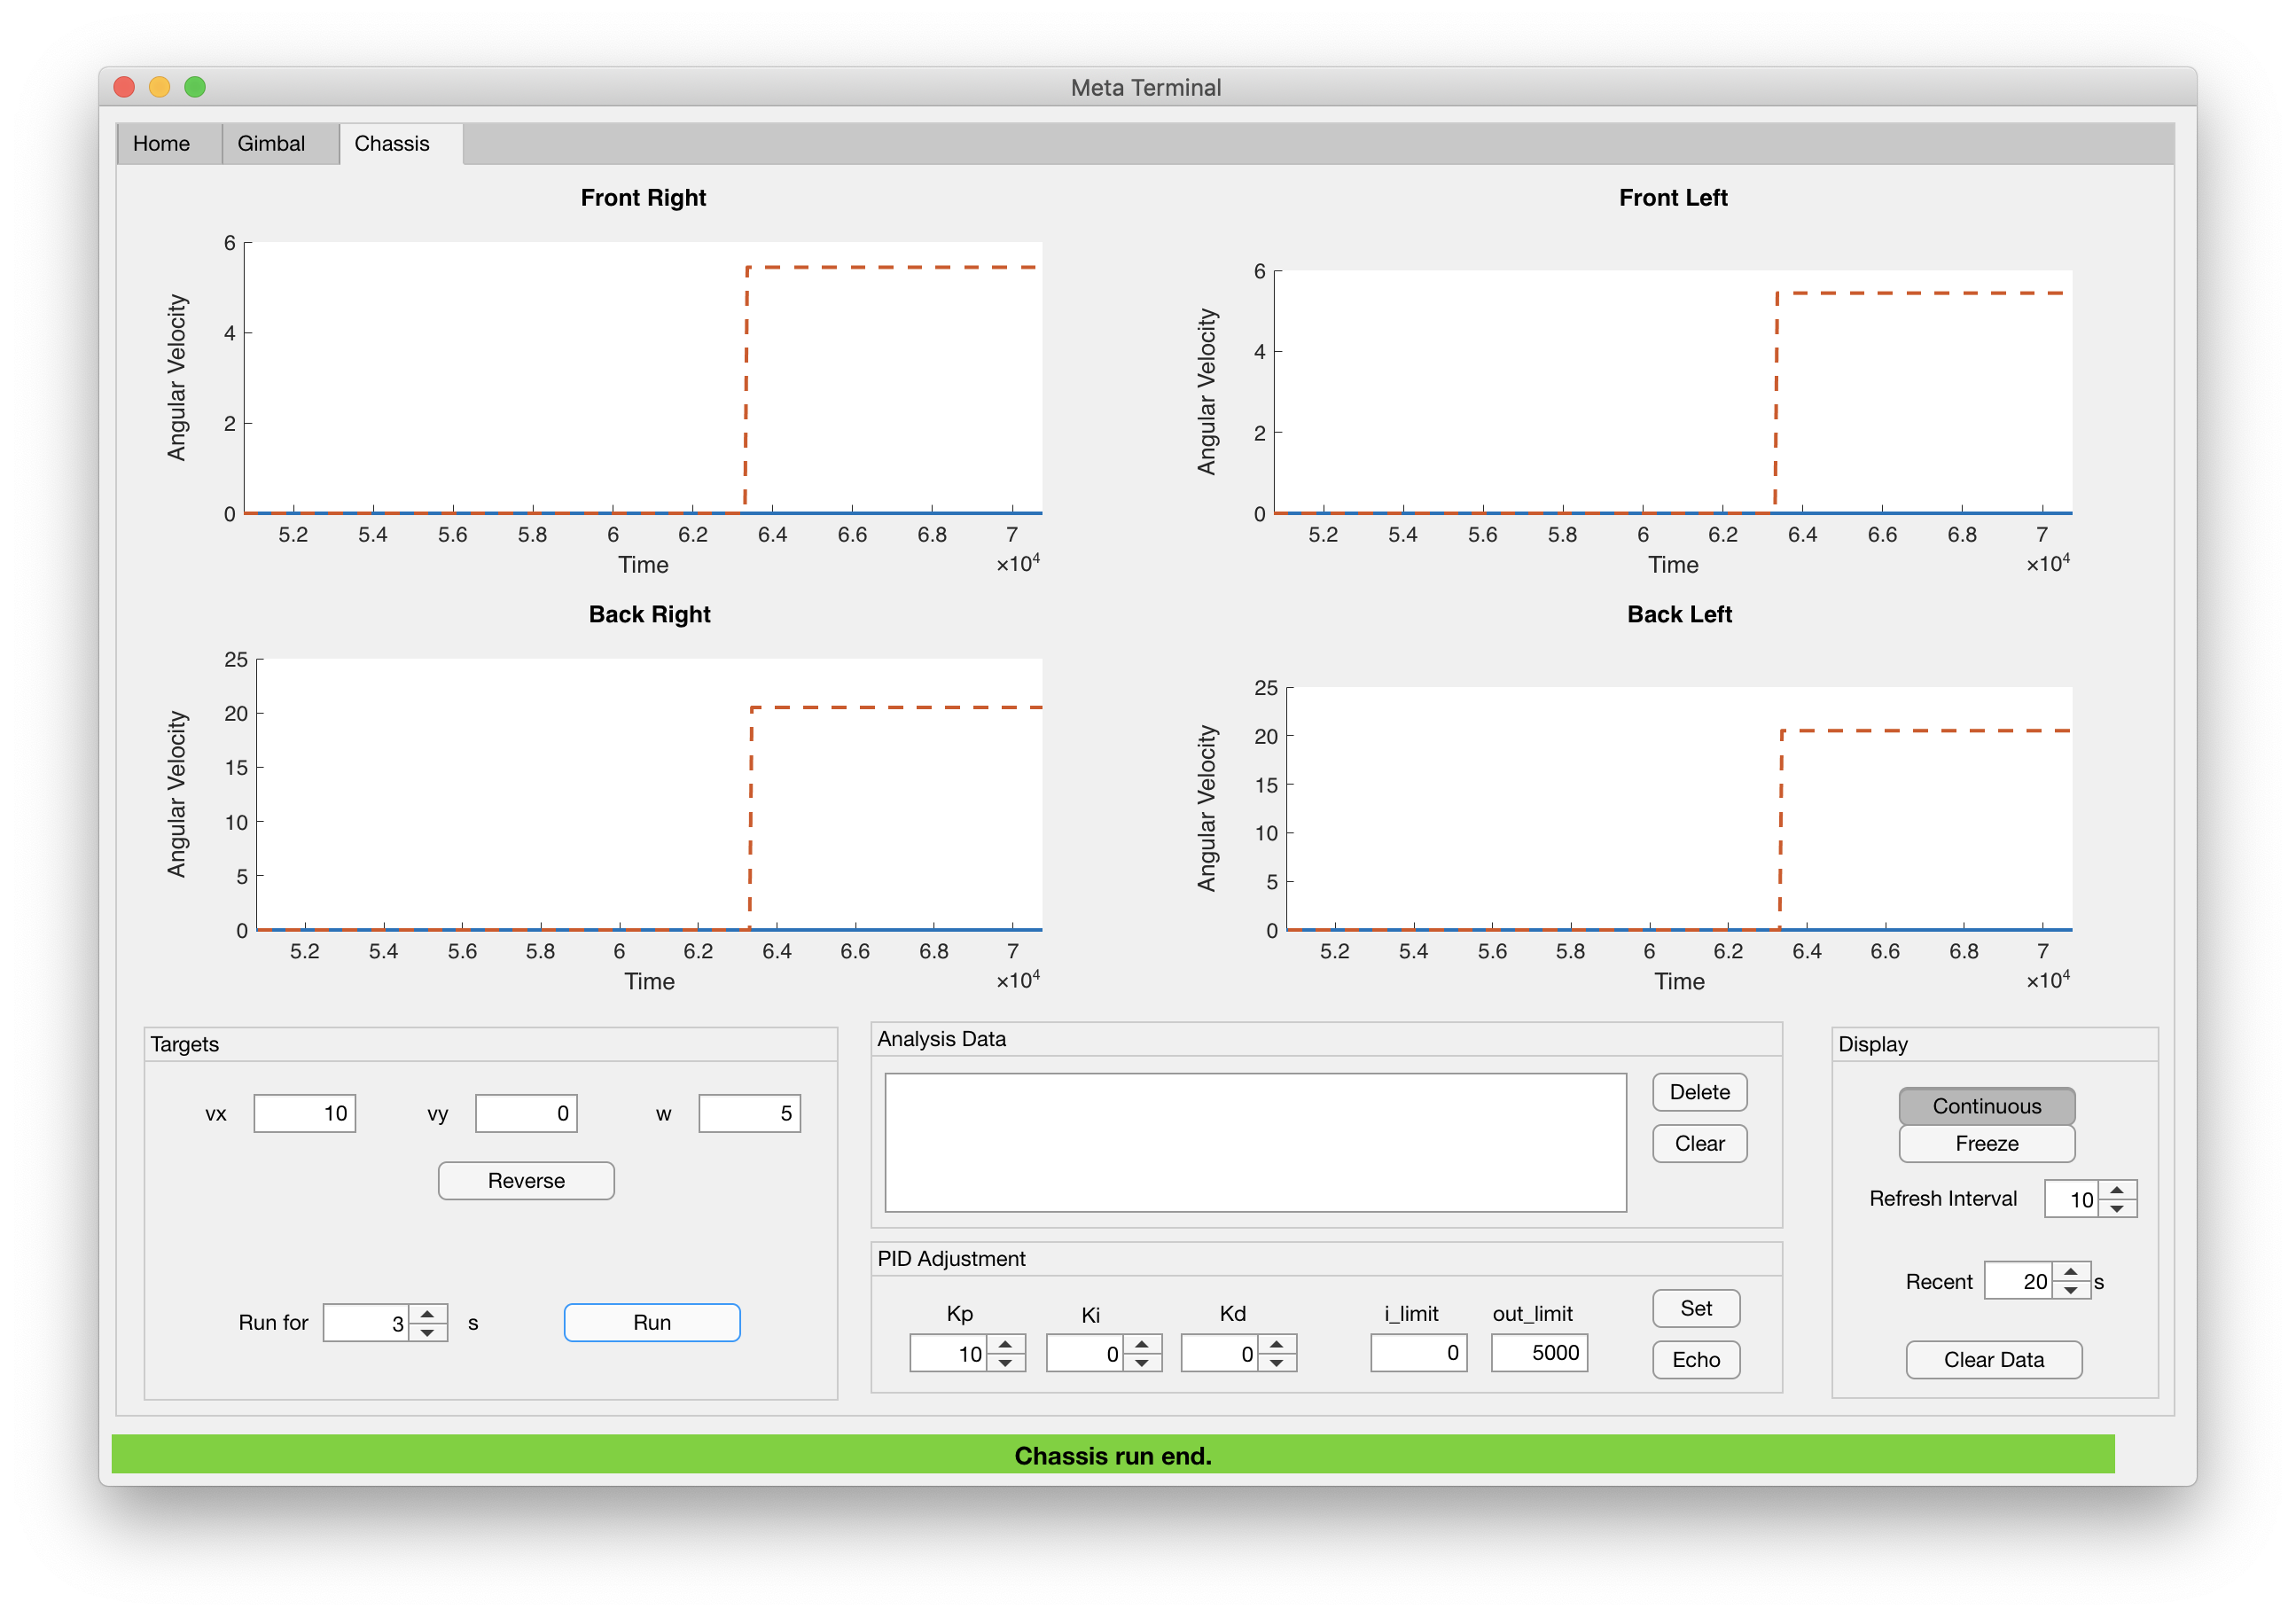 Meta Terminal
Home Gimbal Chassis
Front Right
6
4
2
0
Angular Velocity
5.2 5.4 5.6 5.8 6 6.2 6.4 6.6 6.8 7
Time
×10⁴
Front Left
6
4
2
0
Angular Velocity
5.2 5.4 5.6 5.8 6 6.2 6.4 6.6 6.8 7
Time
×10⁴
Back Right
25
20
15
10
5
0
Angular Velocity
5.2 5.4 5.6 5.8 6 6.2 6.4 6.6 6.8 7
Time
×10⁴
Back Left
25
20
15
10
5
0
Angular Velocity
5.2 5.4 5.6 5.8 6 6.2 6.4 6.6 6.8 7
Time
×10⁴
Targets
vx 10 vy 0 w 5
Reverse
Run for 3 s Run
Analysis Data
Delete
Clear
PID Adjustment
Kp Ki Kd i_limit out_limit
10 0 0 0 5000
Set
Echo
Display
Continuous
Freeze
Refresh Interval 10
Recent 20 s
Clear Data
Chassis run end.